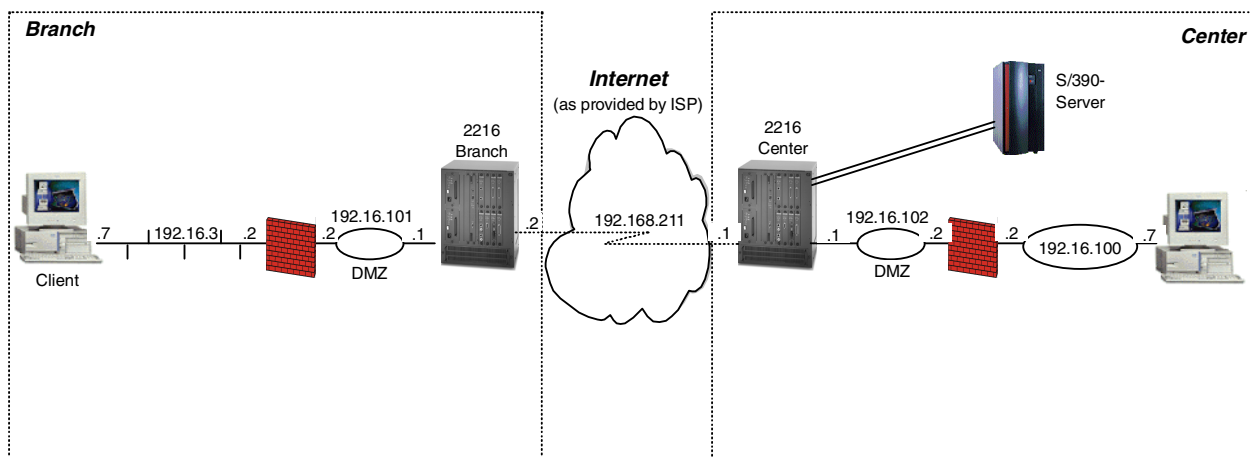 Branch
Center
Internet
(as provided by ISP)
S/390-
Server
2216
Branch
2216
Center
.7
192.16.3
.2
.2
192.16.101
.1
.2
192.168.211
.1
.1
192.16.102
.2
.2
192.16.100
.7
Client
DMZ
DMZ